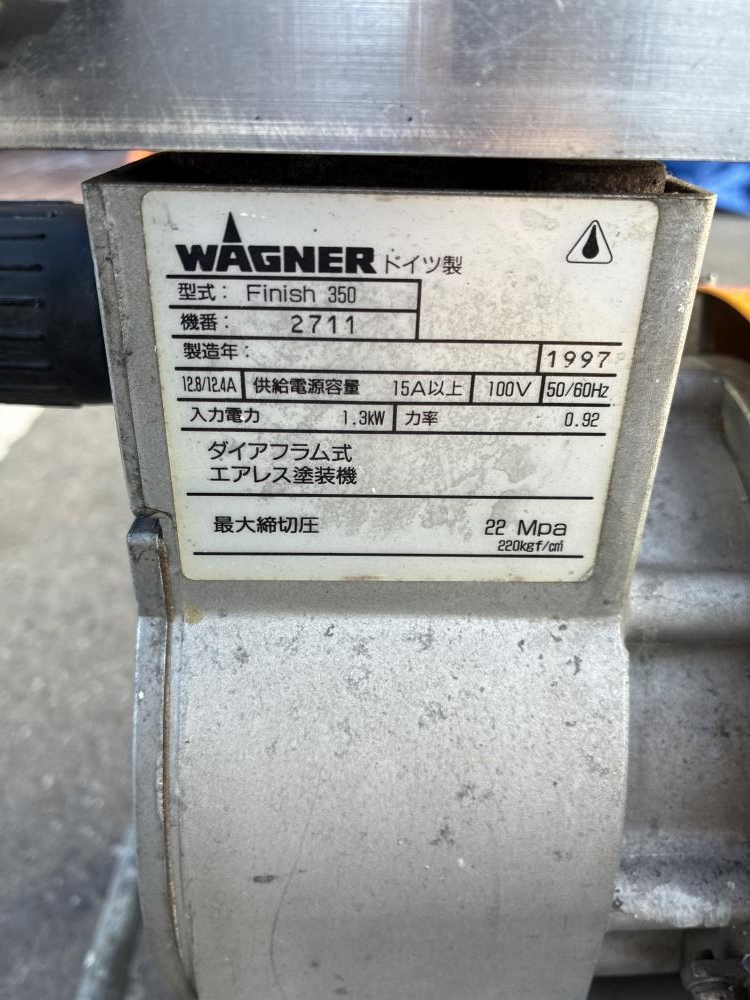 WAGNER ドイツ製
型式： Finish 350
機番： 2711
製造年： 1997
12.8/12.4A 供給電源容量 15A以上 100V 50/60Hz
入力電力 1.3kW 力率 0.92
ダイアフラム式
エアレス塗装機
最大締切圧 22 Mpa
220kgf/c㎡